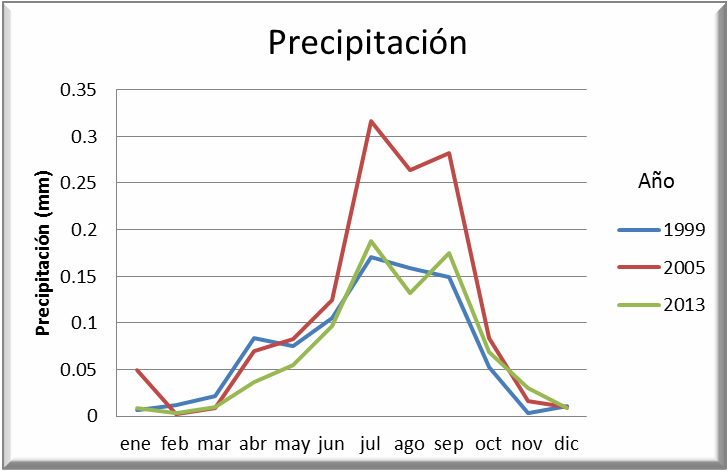 Precipitación
0.35
0.3
0.25
0.2
0.15
0.1
0.05
0
Precipitación (mm)
ene feb mar abr may jun jul ago sep oct nov dic
Año
1999
2005
2013